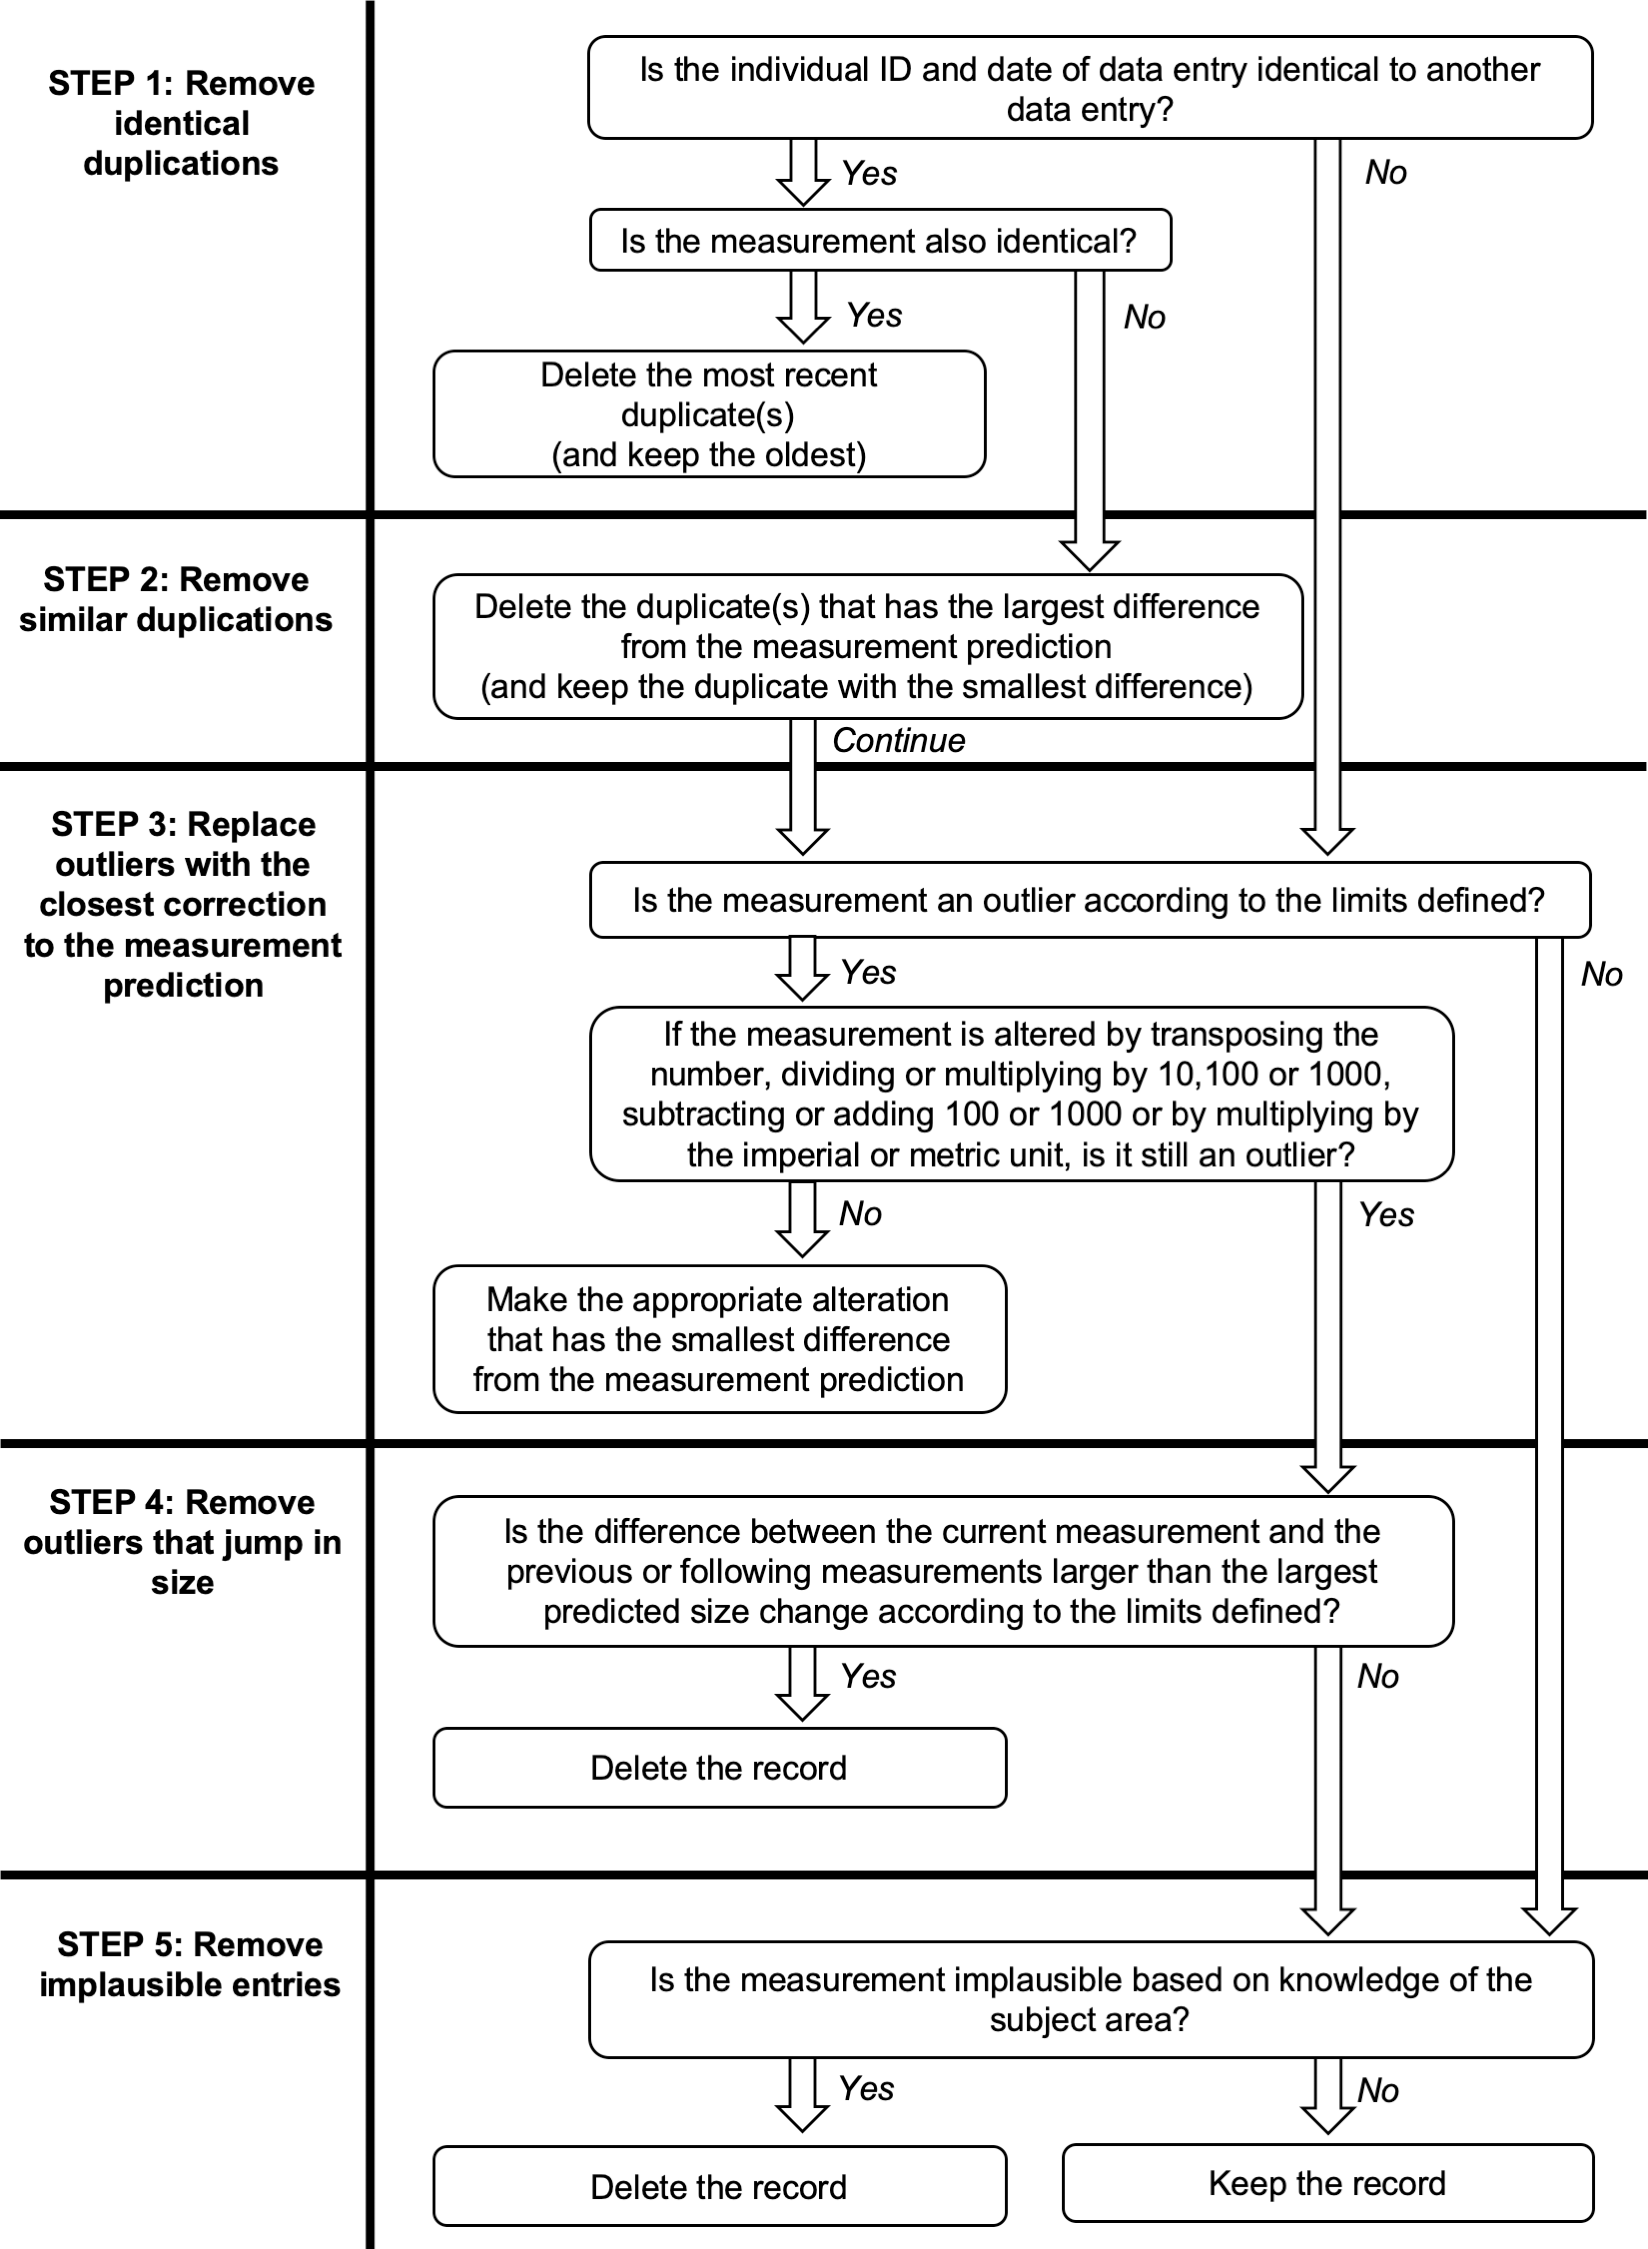 STEP 1: Remove
identical
duplications
Is the individual ID and date of data entry identical to another
data entry?
Yes
No
Is the measurement also identical?
Yes
No
Delete the most recent
duplicate(s)
(and keep the oldest)
STEP 2: Remove
similar duplications
Delete the duplicate(s) that has the largest difference
from the measurement prediction
(and keep the duplicate with the smallest difference)
Continue
STEP 3: Replace
outliers with the
closest correction
to the measurement
prediction
Is the measurement an outlier according to the limits defined?
Yes
No
If the measurement is altered by transposing the
number, dividing or multiplying by 10,100 or 1000,
subtracting or adding 100 or 1000 or by multiplying by
the imperial or metric unit, is it still an outlier?
No
Yes
Make the appropriate alteration
that has the smallest difference
from the measurement prediction
STEP 4: Remove
outliers that jump in
size
Is the difference between the current measurement and the
previous or following measurements larger than the largest
predicted size change according to the limits defined?
Yes
No
Delete the record
STEP 5: Remove
implausible entries
Is the measurement implausible based on knowledge of the
subject area?
Yes
No
Delete the record
Keep the record